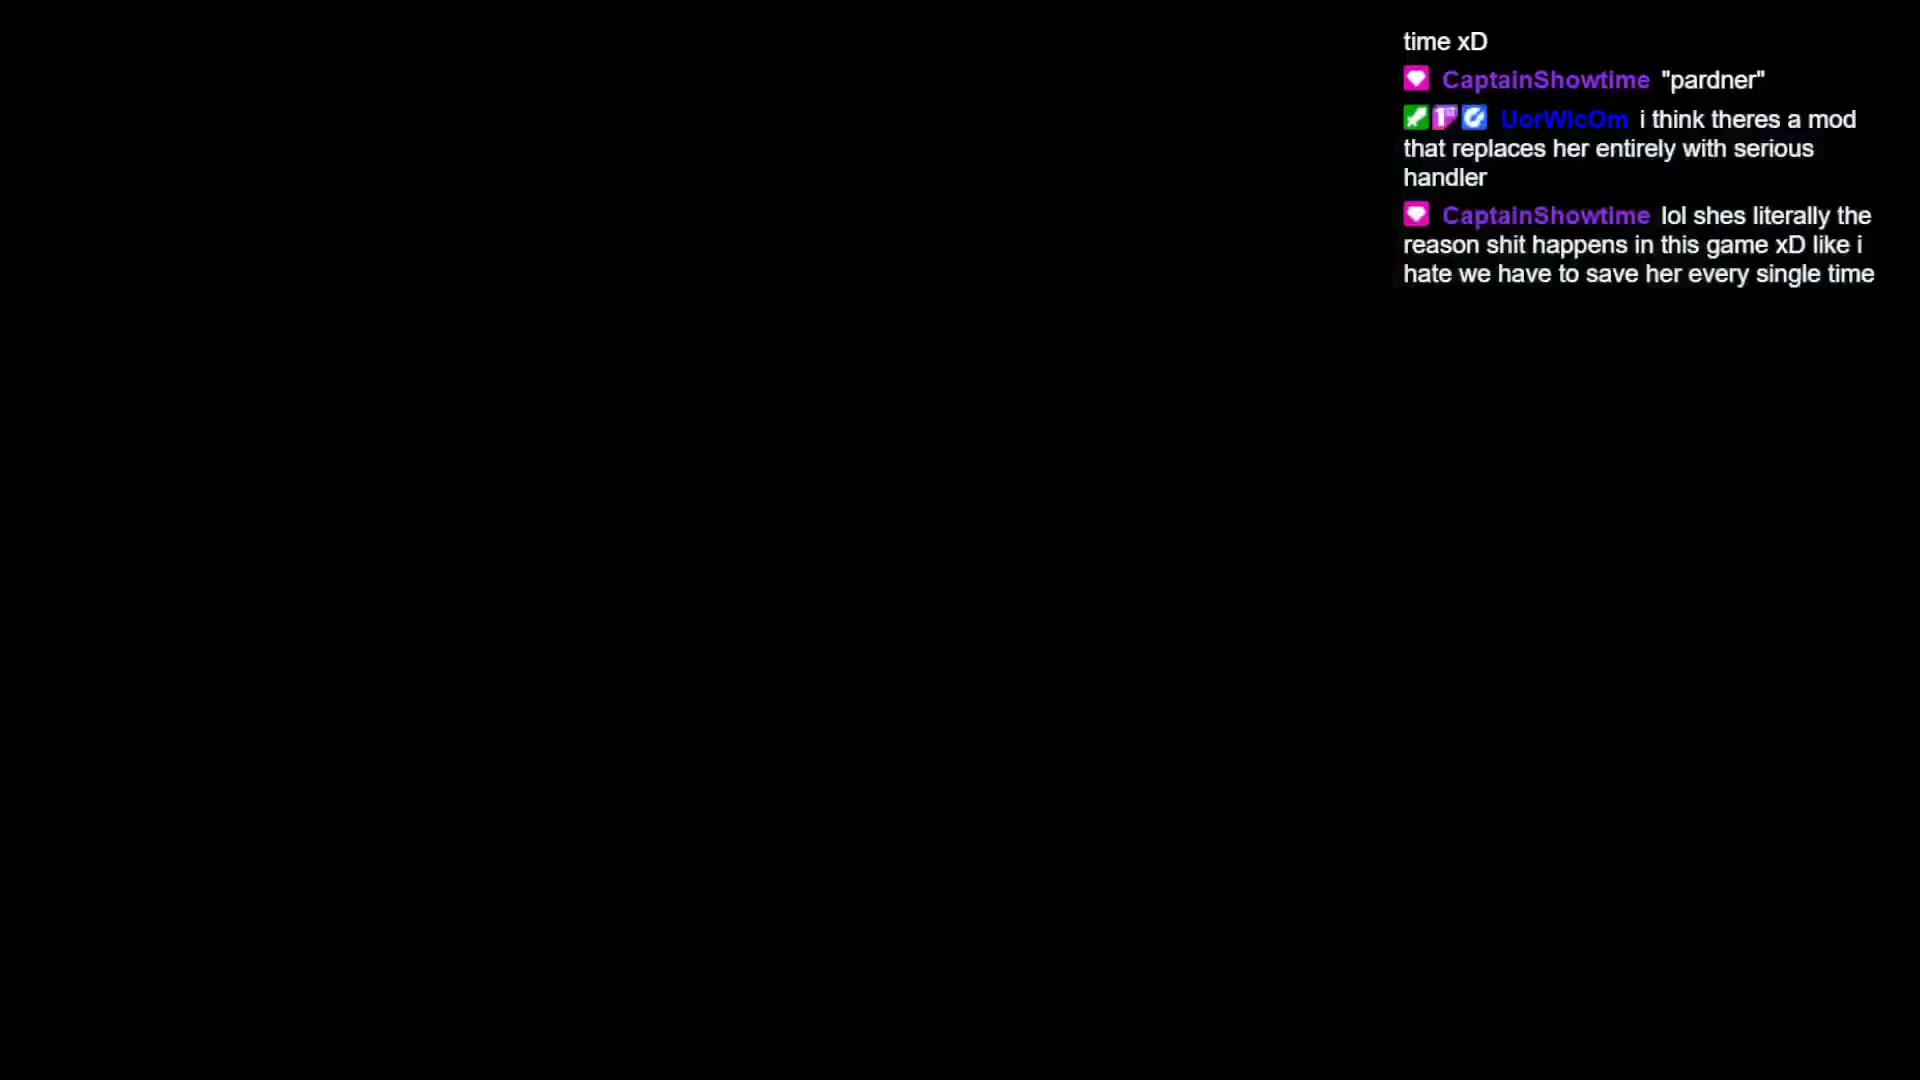 time xD
CaptainShowtime "pardner"
UorWicOm i think theres a mod
that replaces her entirely with serious
handler
CaptainShowtime lol shes literally the
reason shit happens in this game xD like i
hate we have to save her every single time